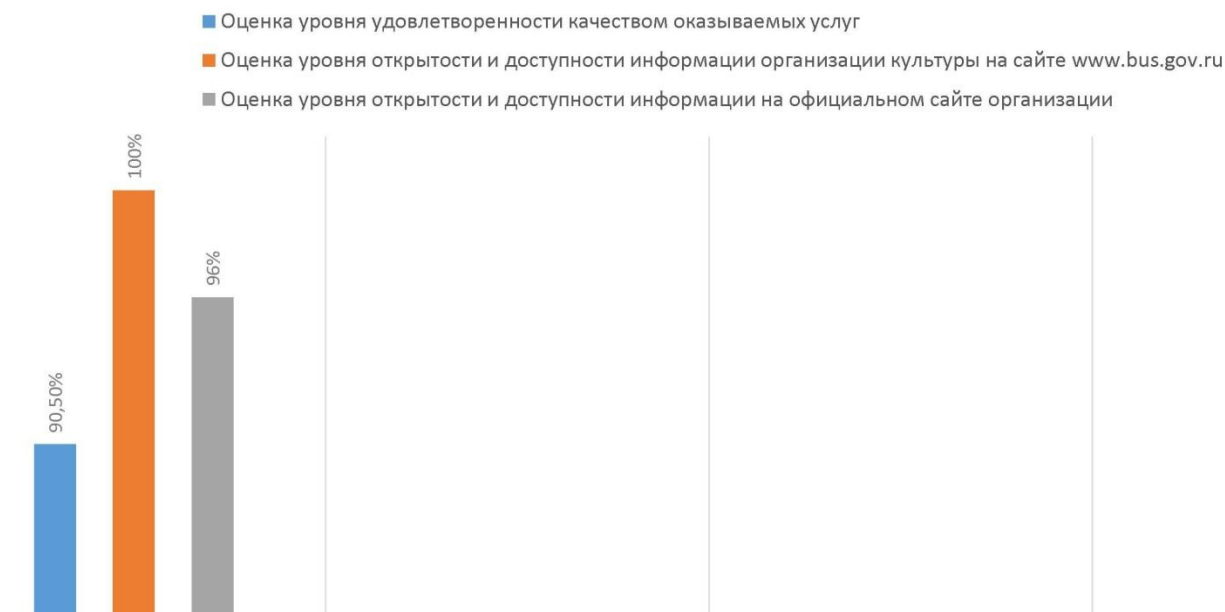 Оценка уровня удовлетворенности качеством оказываемых услуг
Оценка уровня открытости и доступности информации организации культуры на сайте www.bus.gov.ru
Оценка уровня открытости и доступности информации на официальном сайте организации
90,50%
100%
96%